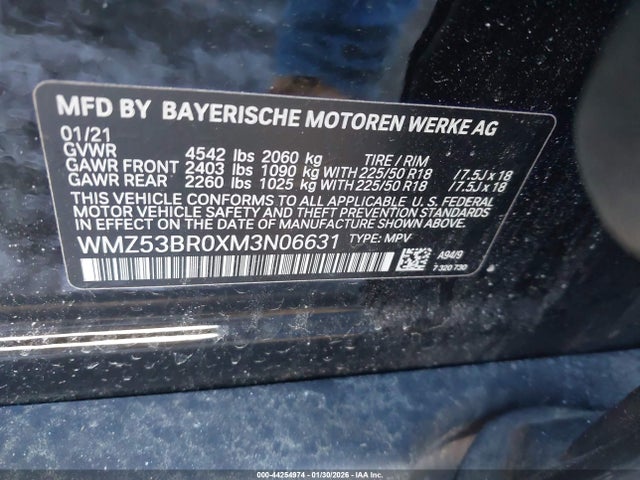 MFD BY BAYERISCHE MOTOREN WERKE AG
01/21
GVWR 4542 lbs 2060 kg TIRE / RIM
GAWR FRONT 2403 lbs 1090 kg WITH 225/50 R18 / 7.5J x 18
GAWR REAR 2260 lbs 1025 kg WITH 225/50 R18 / 7.5J x 18
THIS VEHICLE CONFORMS TO ALL APPLICABLE U. S. FEDERAL
MOTOR VEHICLE SAFETY, BUMPER, AND THEFT PREVENTION
STANDARDS IN EFFECT ON THE DATE OF MANUFACTURE SHOWN ABOVE.
WMZ53BR0XM3N06631 TYPE: MPV
A94/9
7 320 730
000 - 44254974 | 01/30/2026 - IAA Inc. |